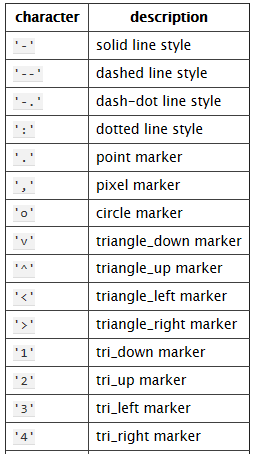 character description
'-' solid line style
'--' dashed line style
'-.' dash-dot line style
':' dotted line style
'.' point marker
',' pixel marker
'o' circle marker
'v' triangle_down marker
'^' triangle_up marker
'<' triangle_left marker
'>' triangle_right marker
'1' tri_down marker
'2' tri_up marker
'3' tri_left marker
'4' tri_right marker